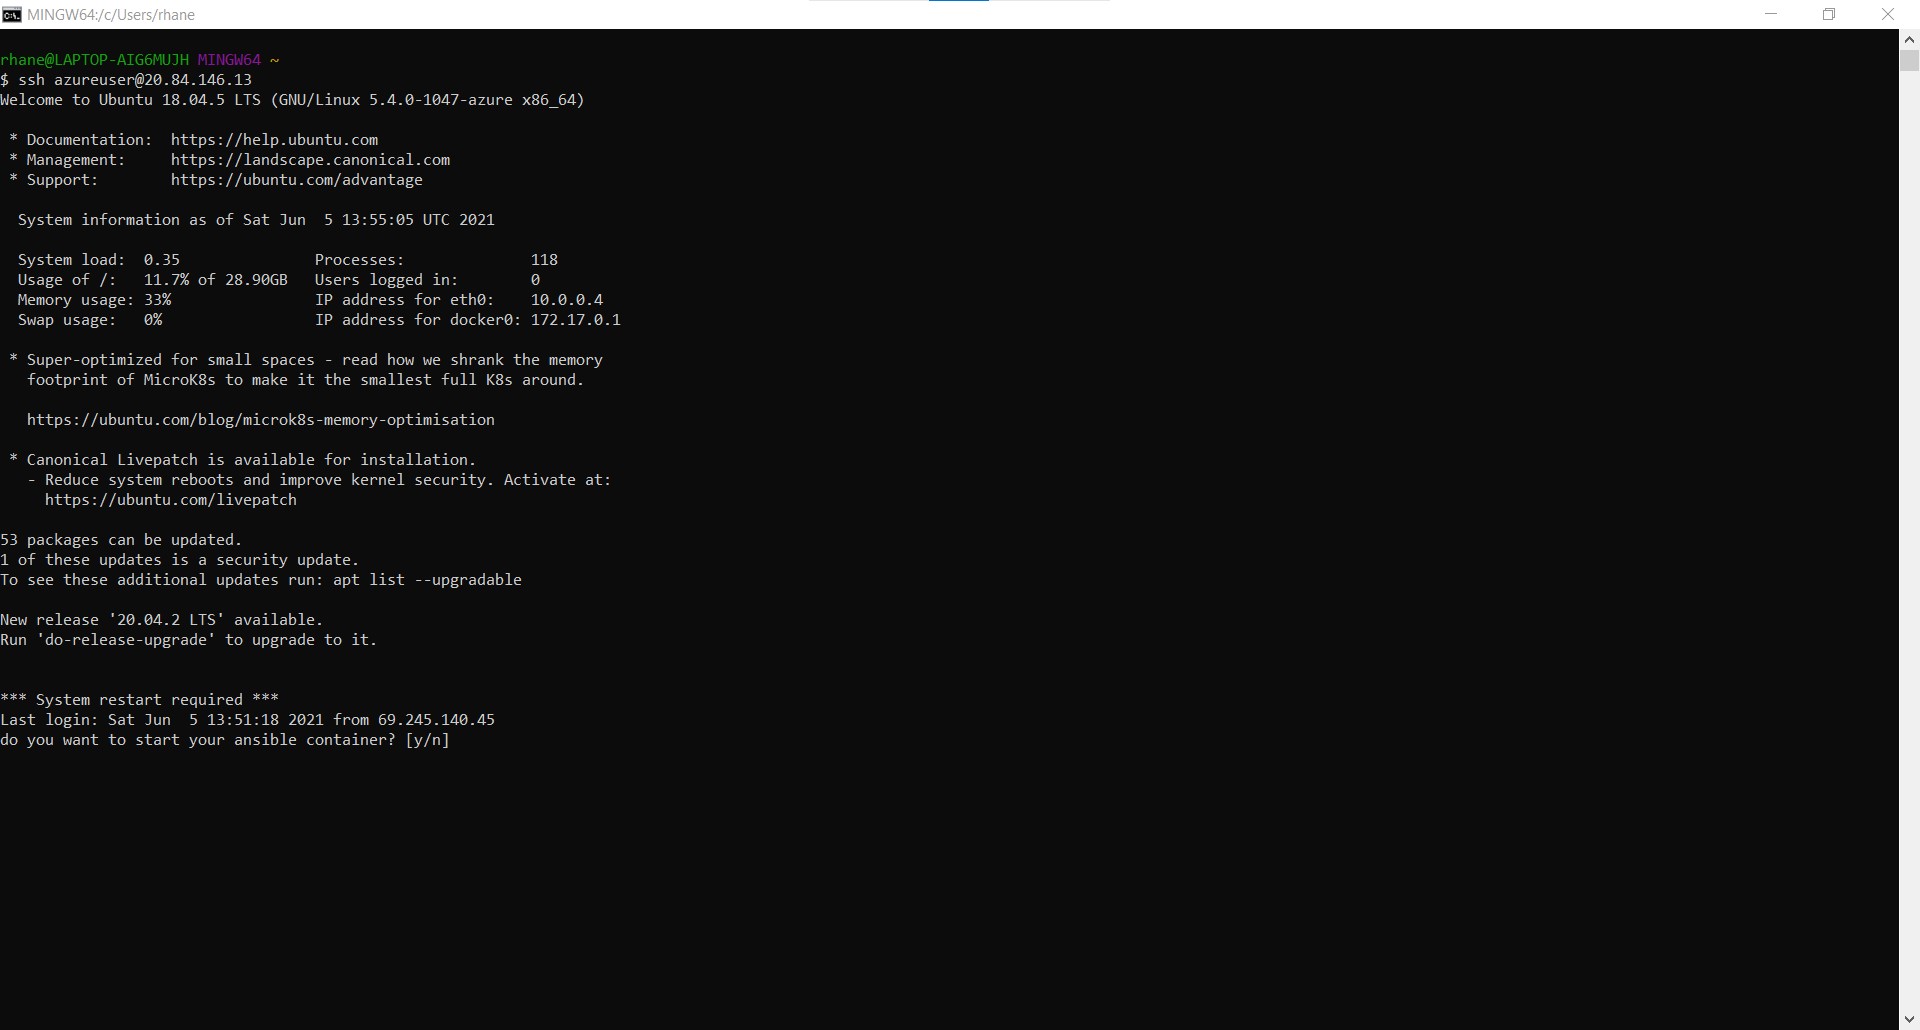 MINGW64:/c/Users/rhane
rhane@LAPTOP-AIG6MUJH MINGW64 ~
$ ssh azureuser@20.84.146.13
Welcome to Ubuntu 18.04.5 LTS (GNU/Linux 5.4.0-1047-azure x86_64)
* Documentation:  https://help.ubuntu.com
* Management:     https://landscape.canonical.com
* Support:        https://ubuntu.com/advantage
System information as of Sat Jun  5 13:55:05 UTC 2021
System load:  0.35               Processes:              118
Usage of /:   11.7% of 28.90GB   Users logged in:        0
Memory usage: 33%                IP address for eth0:    10.0.0.4
Swap usage:   0%                 IP address for docker0: 172.17.0.1
* Super-optimized for small spaces - read how we shrank the memory
footprint of MicroK8s to make it the smallest full K8s around.
https://ubuntu.com/blog/microk8s-memory-optimisation
* Canonical Livepatch is available for installation.
- Reduce system reboots and improve kernel security. Activate at:
https://ubuntu.com/livepatch
53 packages can be updated.
1 of these updates is a security update.
To see these additional updates run: apt list --upgradable
New release '20.04.2 LTS' available.
Run 'do-release-upgrade' to upgrade to it.
*** System restart required ***
Last login: Sat Jun  5 13:51:18 2021 from 69.245.140.45
do you want to start your ansible container? [y/n]